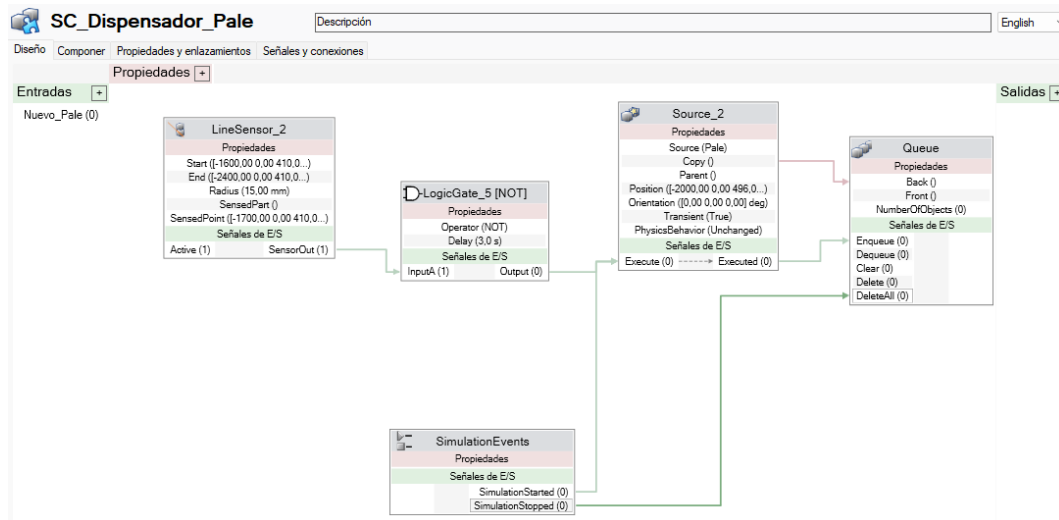 SC_Dispensador_Pale
Descripción
English
Diseño
Componer
Propiedades y enlazamientos
Señales y conexiones
Propiedades +
Entradas +
Salidas +
Nuevo_Pale (0)
LineSensor_2
Propiedades
Start ([-1600,00 0,00 410,0...)
End ([-2400,00 0,00 410,0...)
Radius (15,00 mm)
SensedPart ()
SensedPoint ([-1700,00 0,00 410,0...)
Señales de E/S
Active (1) SensorOut (1)
LogicGate_5 [NOT]
Propiedades
Operator (NOT)
Delay (3,0 s)
Señales de E/S
InputA (1) Output (0)
Source_2
Propiedades
Source (Pale)
Copy ()
Parent ()
Position ([-2000,00 0,00 496,0...)
Orientation ([0,00 0,00 0,00] deg)
Transient (True)
PhysicsBehavior (Unchanged)
Señales de E/S
Execute (0) Executed (0)
Queue
Propiedades
Back ()
Front ()
NumberOfObjects (0)
Señales de E/S
Enqueue (0)
Dequeue (0)
Clear (0)
Delete (0)
DeleteAll (0)
SimulationEvents
Propiedades
Señales de E/S
SimulationStarted (0)
SimulationStopped (0)